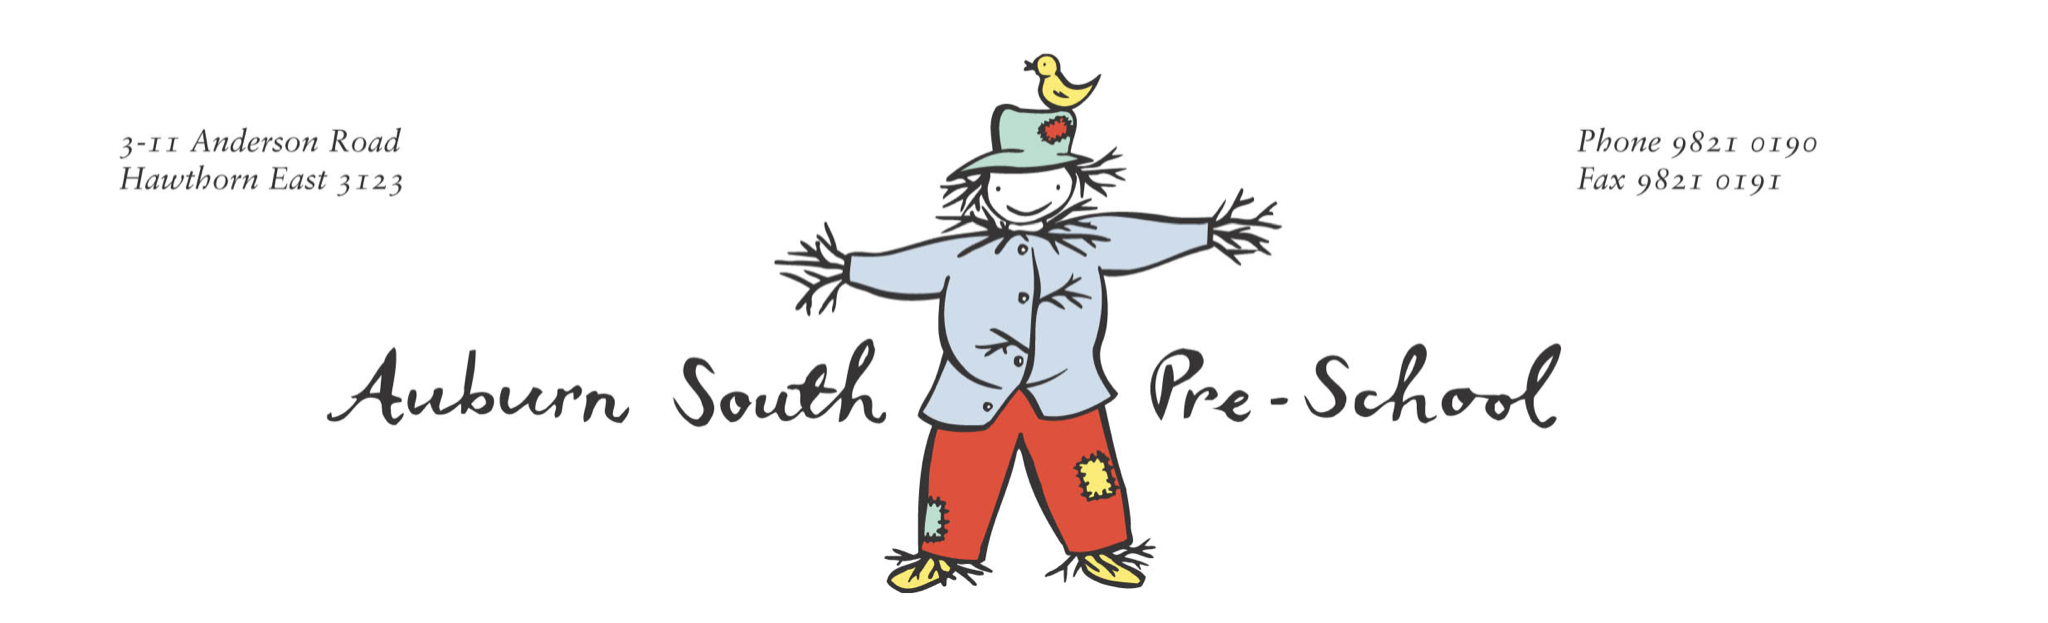 3-11 Anderson Road
Hawthorn East 3123
Phone 9821 0190
Fax 9821 0191
Auburn South Pre-School